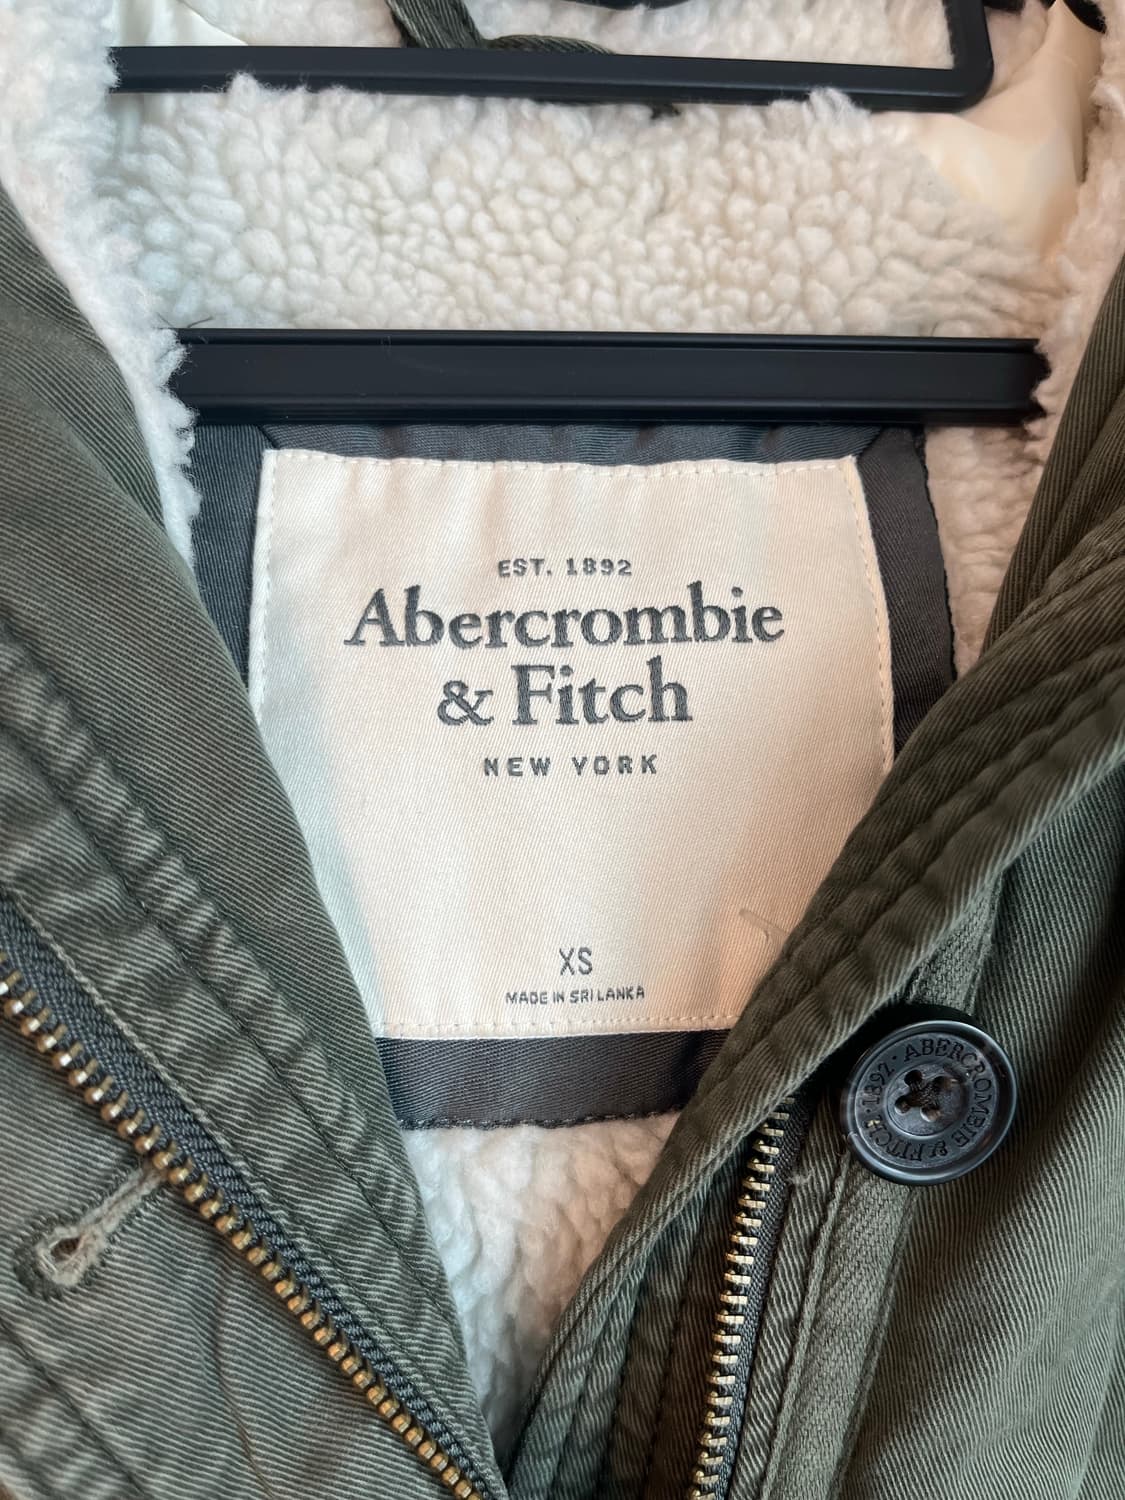 EST. 1892
Abercrombie
& Fitch
NEW YORK
XS
MADE IN SRI LANKA
ABERCROMBIE & FITCH · 1892 ·